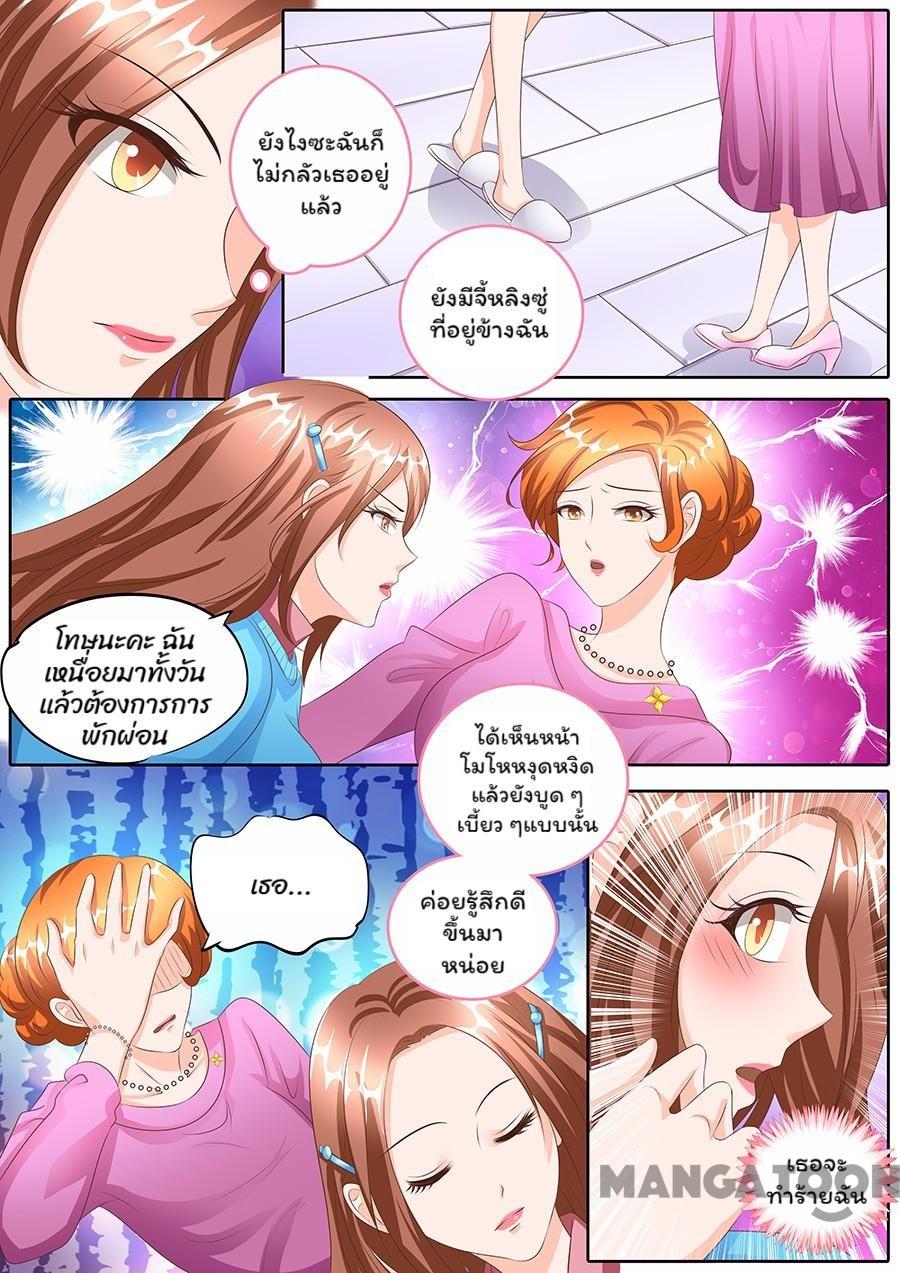 ยังไงซะฉันก็
ไม่กลัวเธออยู่
แล้ว
ยังมีจี้หลิงซู่
ที่อยู่ข้างฉัน
โทษนะคะ ฉัน
เหนื่อยมาทั้งวัน
แล้วต้องการการ
พักผ่อน
ได้เห็นหน้า
โมโหหงุดหงิด
แล้วยังบูด ๆ
เบี้ยว ๆแบบนั้น
เธอ...
ค่อยรู้สึกดี
ขึ้นมา
หน่อย
เธอจะ
ทำร้ายฉัน
MANGATOON